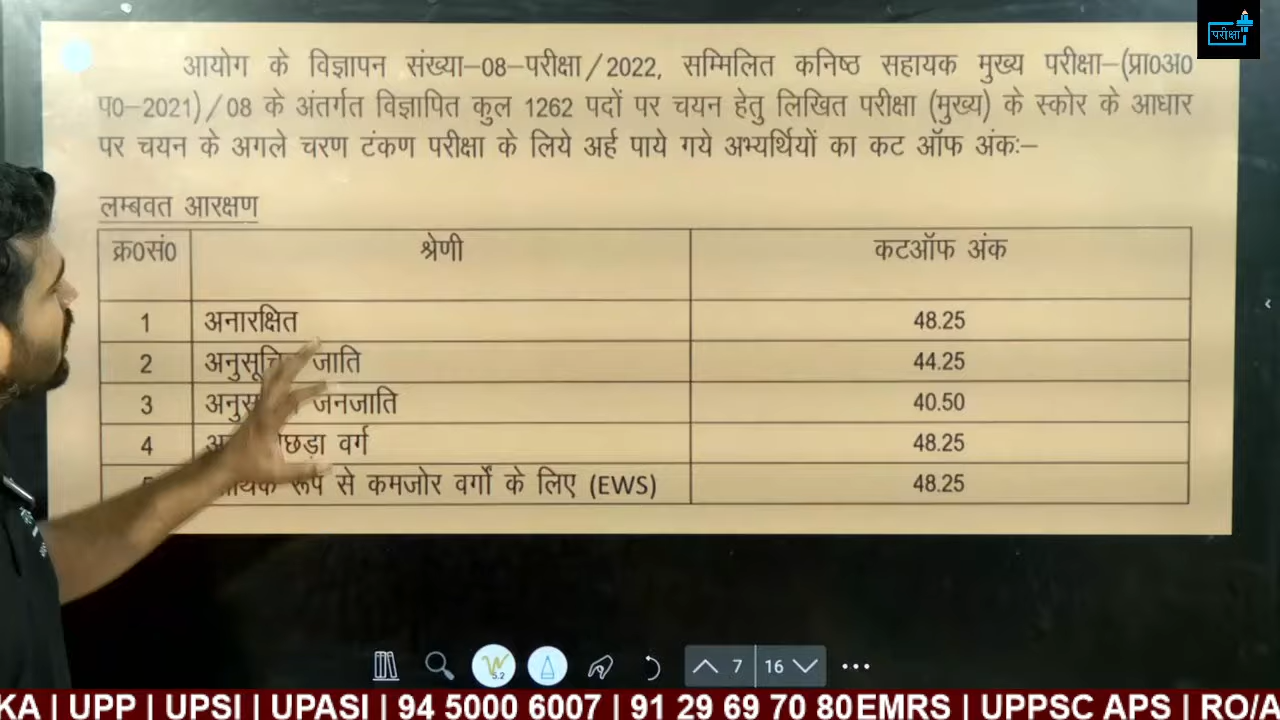 परीक्षा
आयोग के विज्ञापन संख्या–08–परीक्षा/2022, सम्मिलित कनिष्ठ सहायक मुख्य परीक्षा–(प्रा0अ0
प0–2021)/08 के अंतर्गत विज्ञापित कुल 1262 पदों पर चयन हेतु लिखित परीक्षा (मुख्य) के स्कोर के आधार
पर चयन के अगले चरण टंकण परीक्षा के लिये अर्ह पाये गये अभ्यर्थियों का कट ऑफ अंकः–
लम्बवत आरक्षण
क्र0सं0 श्रेणी कटऑफ अंक
1 अनारक्षित 48.25
2 जाति 44.25
3 जनजाति 40.50
4 वर्ग 48.25
रूप से कमजोर वर्गों के लिए (EWS) 48.25
5.2 7 16
KA | UPP | UPSI | UPASI | 94 5000 6007 | 91 29 69 70 80EMRS | UPPSC APS | RO/A